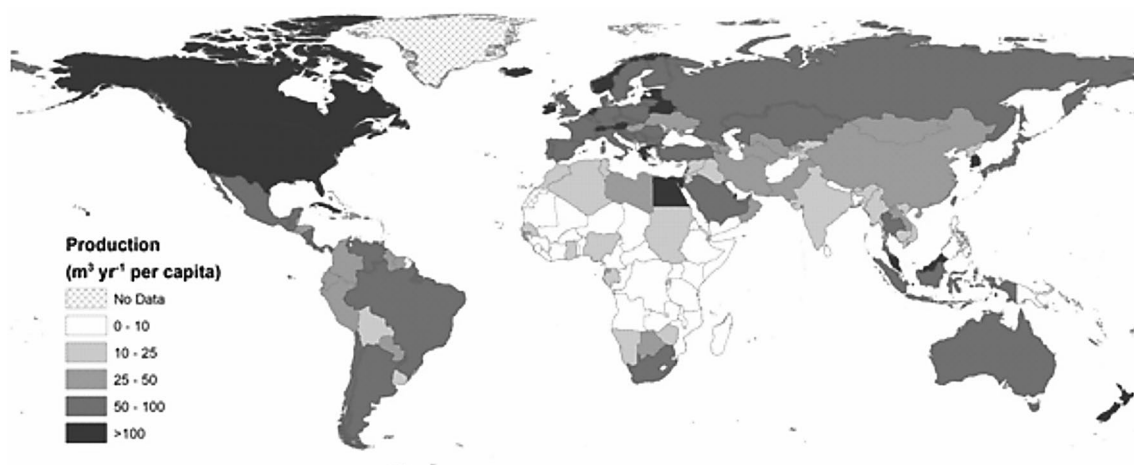 Production
(m³ yr⁻¹ per capita)
No Data
0 - 10
10 - 25
25 - 50
50 - 100
>100